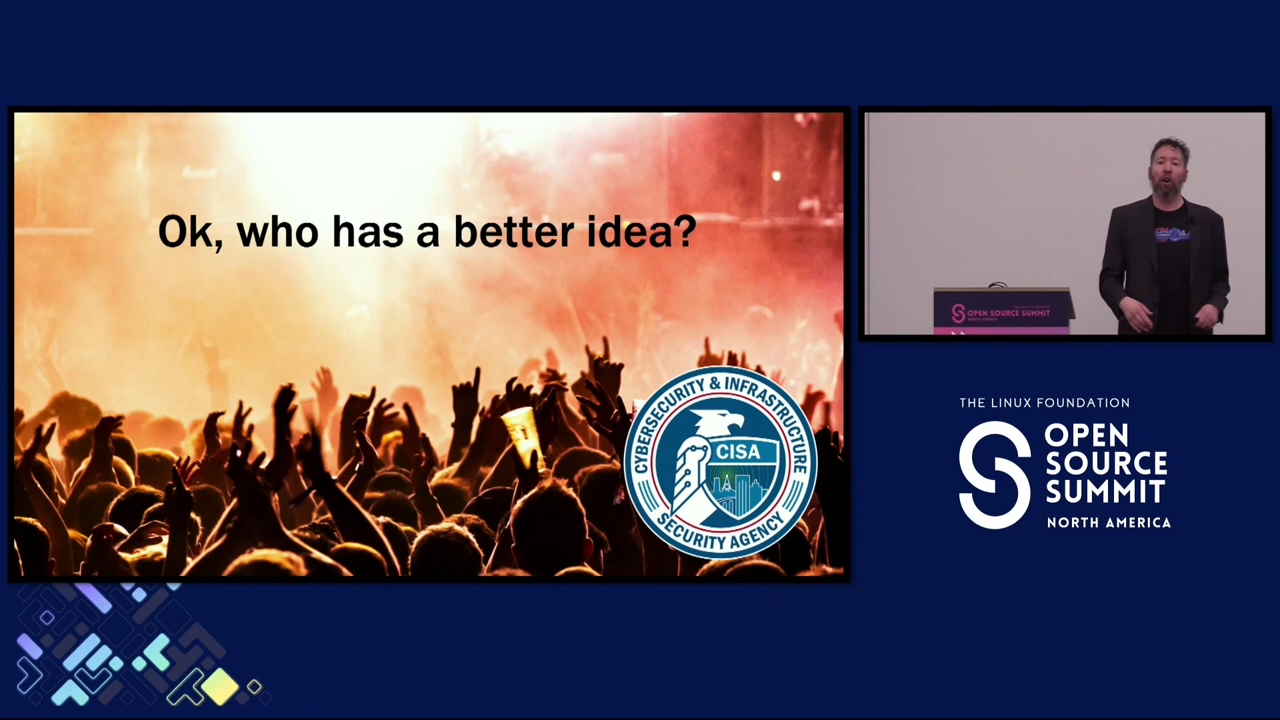 Ok, who has a better idea?
CYBERSECURITY & INFRASTRUCTURE
CISA
SECURITY AGENCY
OPEN SOURCE SUMMIT
THE LINUX FOUNDATION
OPEN
SOURCE
SUMMIT
NORTH AMERICA